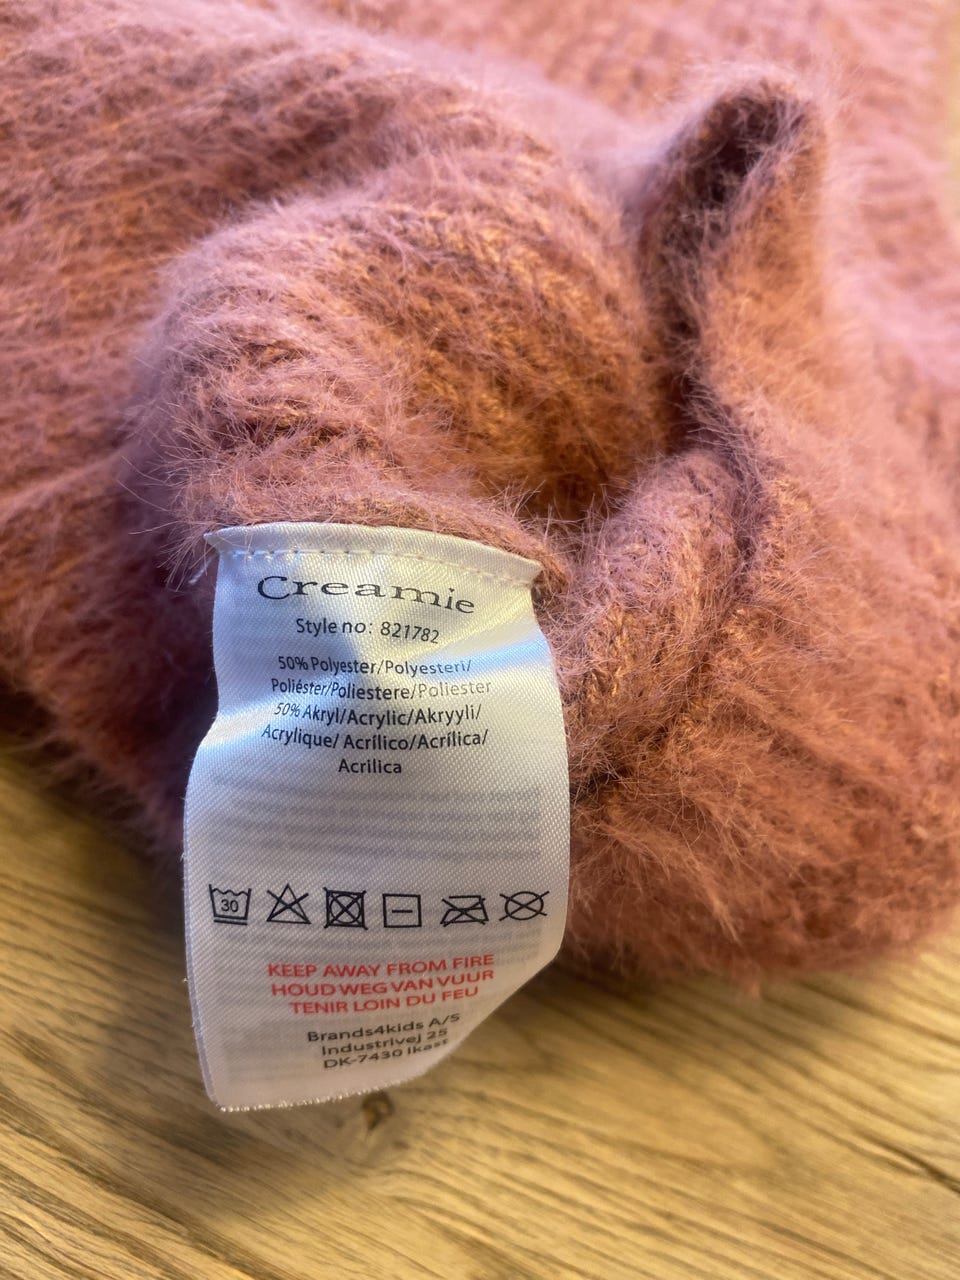 Creamie
Style no: 821782
50% Polyester/Polyesteri/
Poliéster/Poliestere/Poliester
50% Akryl/Acrylic/Akryyli/
Acrylique/ Acrílico/Acrílica/
Acrilica
30
KEEP AWAY FROM FIRE
HOUD WEG VAN VUUR
TENIR LOIN DU FEU
Brands4kids A/S
Industrivej 25
DK-7430 Ikast